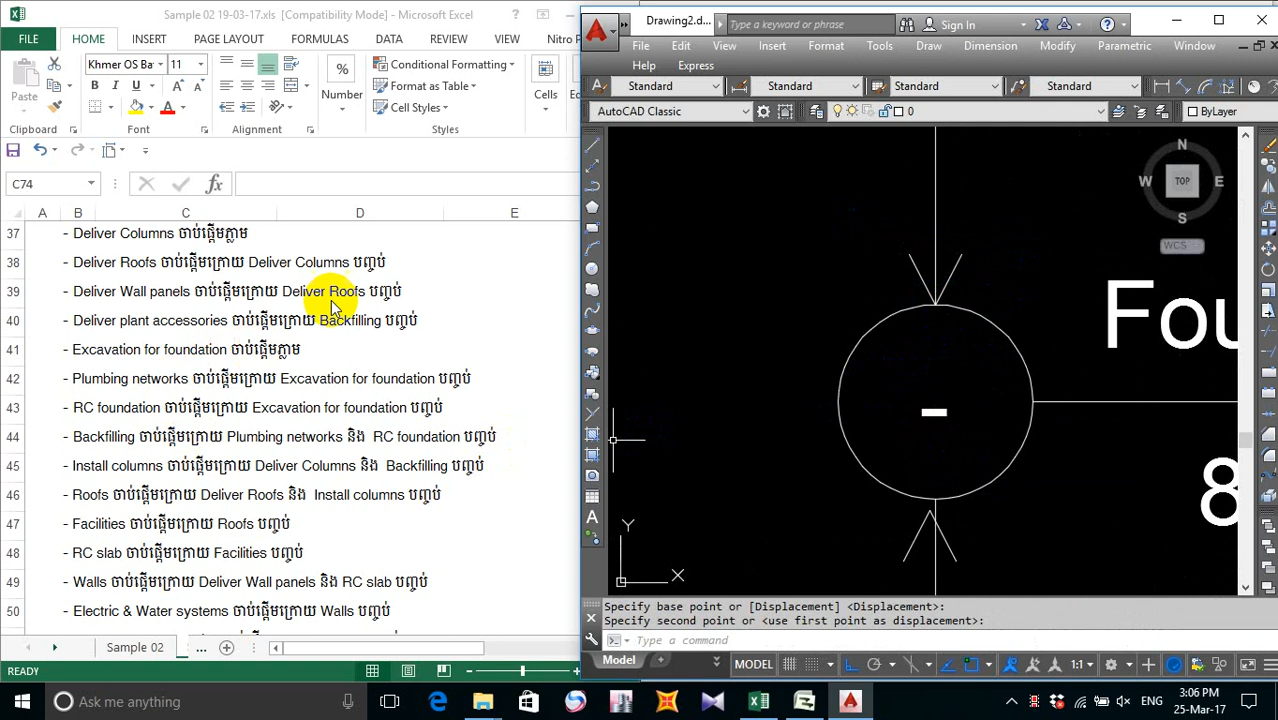 Sample 02 19-03-17.xls [Compatibility Mode] - Microsoft Excel
FILE HOME INSERT PAGE LAYOUT FORMULAS DATA REVIEW VIEW Nitro
Paste
Khmer OS Ba 11
B I U
Number
Conditional Formatting
Format as Table
Cell Styles
Cells
Clipboard Font Alignment Styles
C74
A B C D E
37 - Deliver Columns ចាប់ផ្តើមភ្លាម
38 - Deliver Roofs ចាប់ផ្តើមក្រោយ Deliver Columns បញ្ចប់
39 - Deliver Wall panels ចាប់ផ្តើមក្រោយ Deliver Roofs បញ្ចប់
40 - Deliver plant accessories ចាប់ផ្តើមក្រោយ Backfilling បញ្ចប់
41 - Excavation for foundation ចាប់ផ្តើមភ្លាម
42 - Plumbing networks ចាប់ផ្តើមក្រោយ Excavation for foundation បញ្ចប់
43 - RC foundation ចាប់ផ្តើមក្រោយ Excavation for foundation បញ្ចប់
44 - Backfilling ចាប់ផ្តើមក្រោយ Plumbing networks និង RC foundation បញ្ចប់
45 - Install columns ចាប់ផ្តើមក្រោយ Deliver Columns និង Backfilling បញ្ចប់
46 - Roofs ចាប់ផ្តើមក្រោយ Deliver Roofs និង Install columns បញ្ចប់
47 - Facilities ចាប់ផ្តើមក្រោយ Roofs បញ្ចប់
48 - RC slab ចាប់ផ្តើមក្រោយ Facilities បញ្ចប់
49 - Walls ចាប់ផ្តើមក្រោយ Deliver Wall panels និង RC slab បញ្ចប់
50 - Electric & Water systems ចាប់ផ្តើមក្រោយ Walls បញ្ចប់
Sample 02 ...
READY
Drawing2.d... Type a keyword or phrase Sign In
File Edit View Insert Format Tools Draw Dimension Modify Parametric Window
Help Express
Standard Standard Standard Standard
AutoCAD Classic 0 ByLayer
N
W TOP E
S
WCS
Fou
-
8
Y
X
Specify base point or [Displacement] <Displacement>:
Specify second point or <use first point as displacement>:
Type a command
Model
MODEL 1:1
Ask me anything
ENG
3:06 PM
25-Mar-17